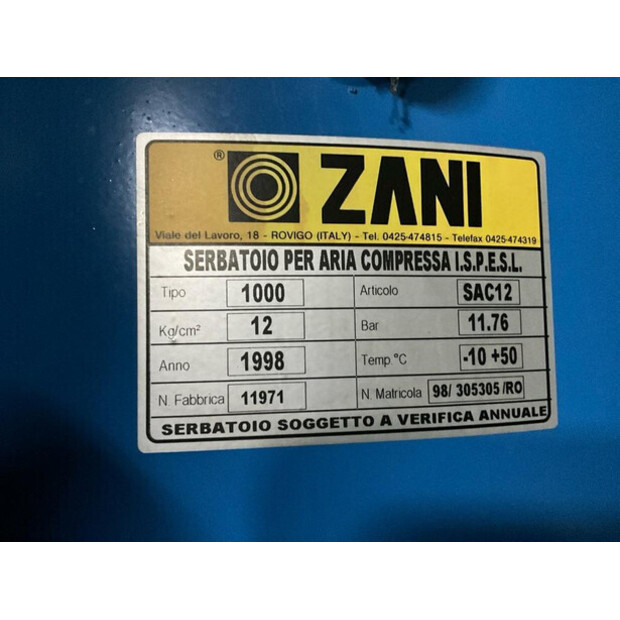 ® ZANI
Viale del Lavoro, 18 - ROVIGO (ITALY) - Tel. 0425-474815 - Telefax 0425-474319
SERBATOIO PER ARIA COMPRESSA I.S.P.E.S.L.
Tipo 1000 Articolo SAC12
Kg/cm² 12 Bar 11.76
Anno 1998 Temp.°C -10 +50
N. Fabbrica 11971 N. Matricola 98/ 305305 /RO
SERBATOIO SOGGETTO A VERIFICA ANNUALE